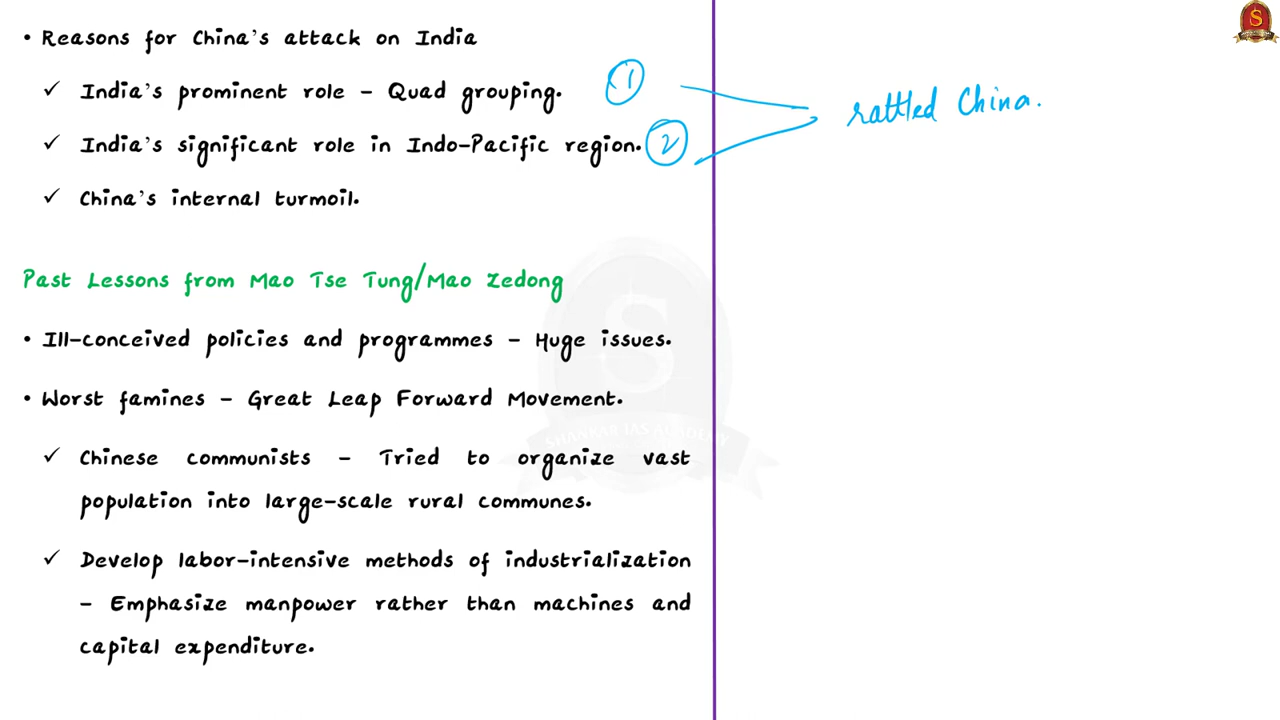 • Reasons for China's attack on India
✓ India's prominent role – Quad grouping. 1
✓ India's significant role in Indo-Pacific region. 2
rattled China.
✓ China's internal turmoil.
Past Lessons from Mao Tse Tung/Mao Zedong
• Ill-conceived policies and programmes – Huge issues.
• Worst famines – Great Leap Forward Movement.
✓ Chinese communists – Tried to organize vast
population into large-scale rural communes.
✓ Develop labor-intensive methods of industrialization
– Emphasize manpower rather than machines and
capital expenditure.
S
SHANKAR IAS ACADEMY
S